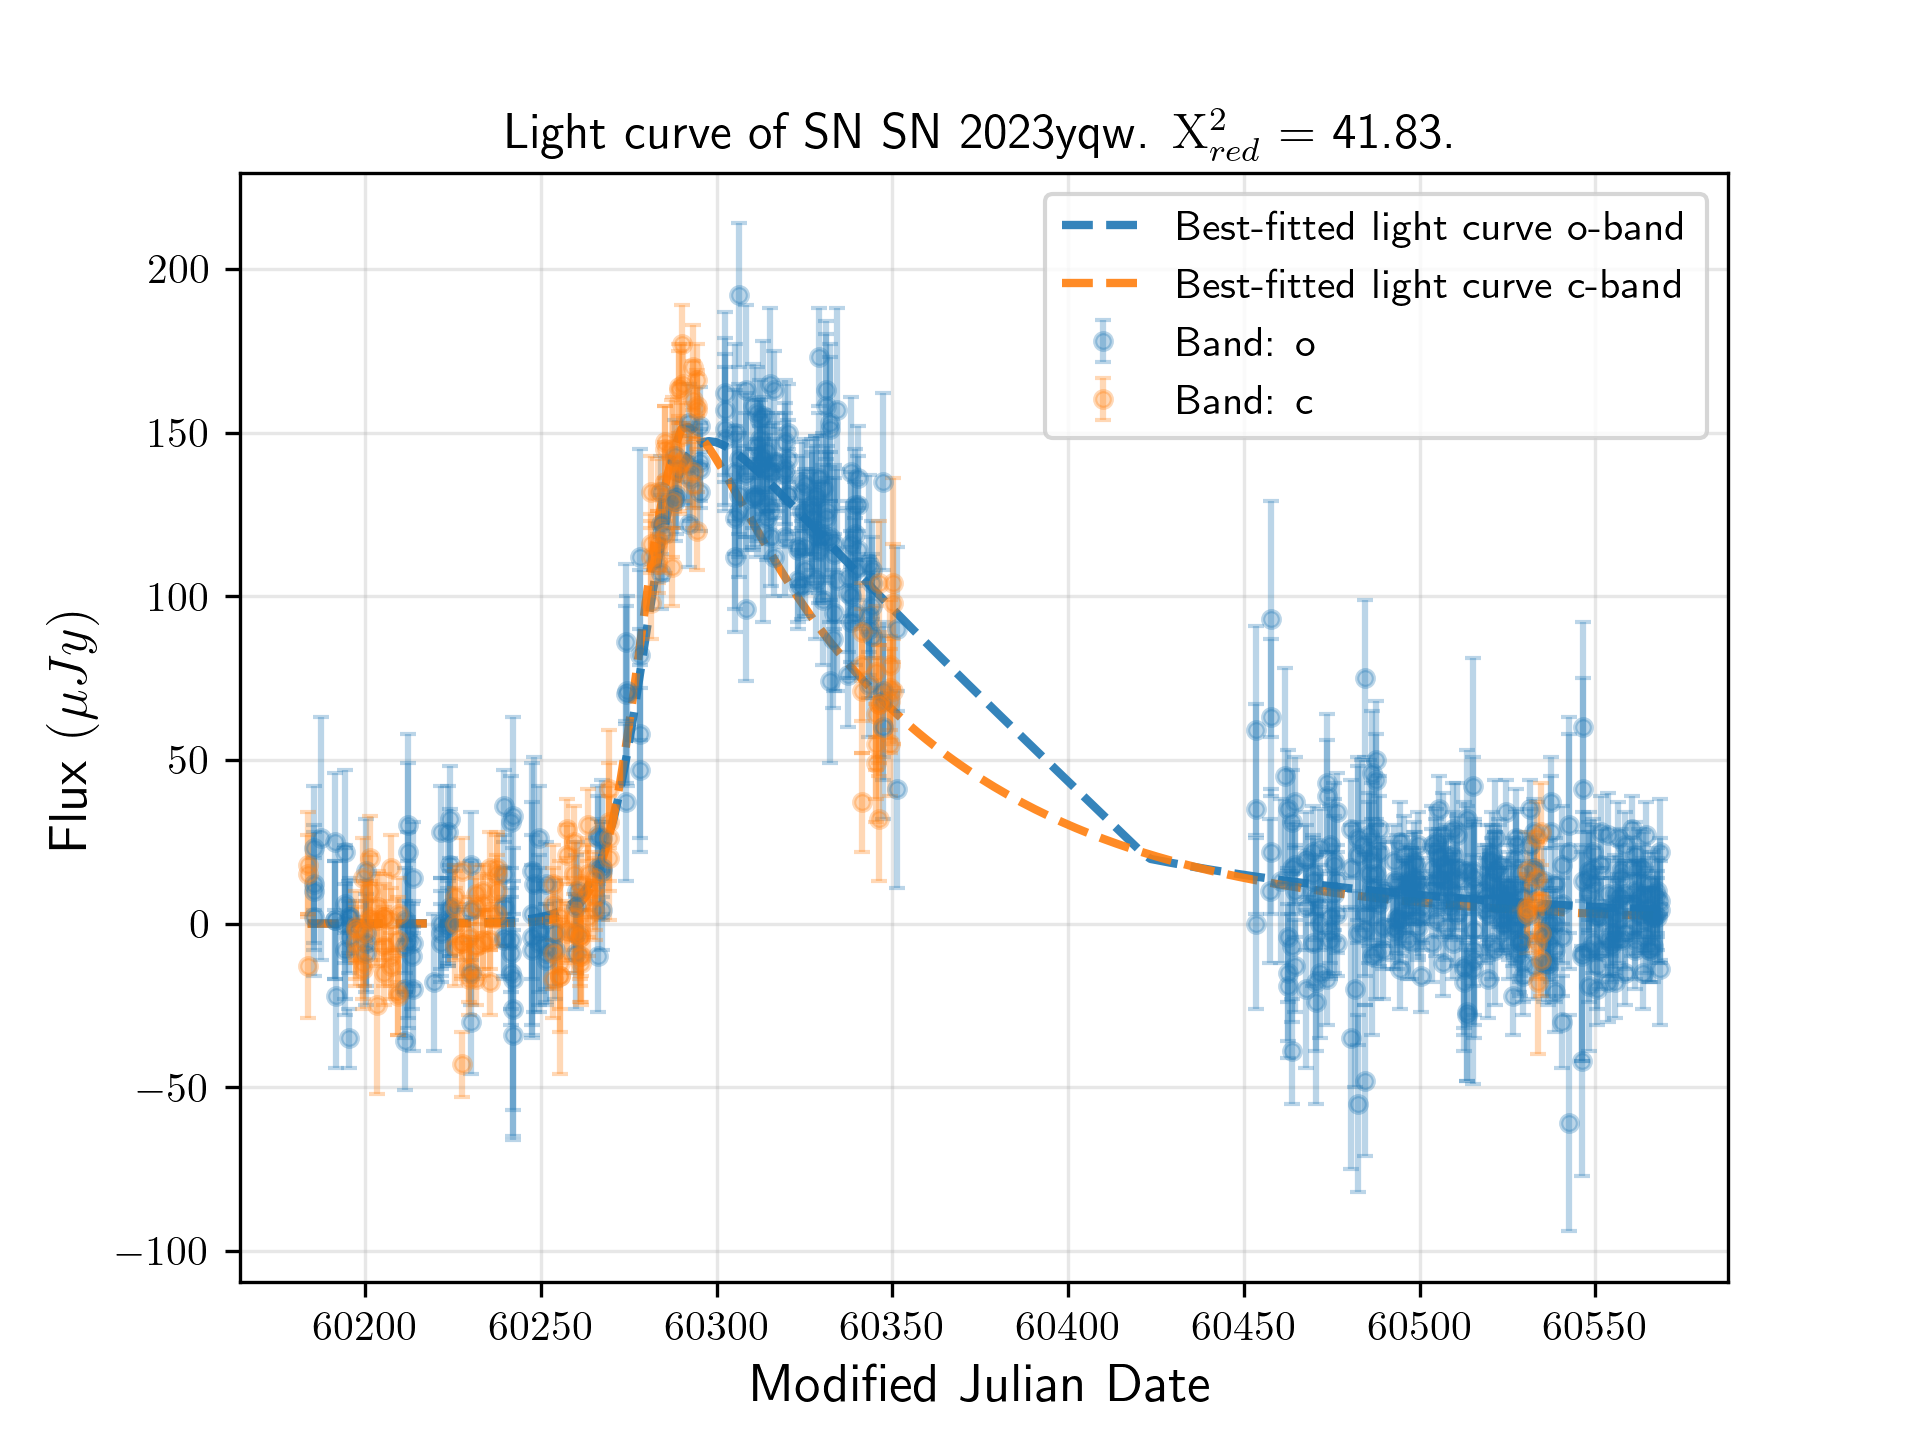 Light curve of SN SN 2023yqw. X²_red = 41.83.
Best-fitted light curve o-band
Best-fitted light curve c-band
Band: o
Band: c
Flux (μJy)
200
150
100
50
0
−50
−100
60200 60250 60300 60350 60400 60450 60500 60550
Modified Julian Date